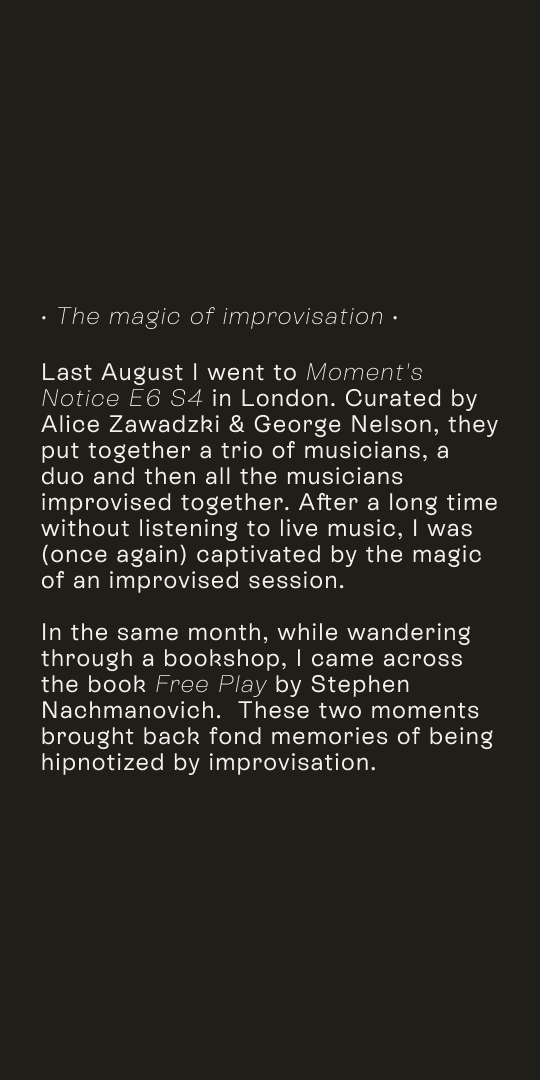 · The magic of improvisation ·
Last August I went to Moment's
Notice E6 S4 in London. Curated by
Alice Zawadzki & George Nelson, they
put together a trio of musicians, a
duo and then all the musicians
improvised together. After a long time
without listening to live music, I was
(once again) captivated by the magic
of an improvised session.
In the same month, while wandering
through a bookshop, I came across
the book Free Play by Stephen
Nachmanovich.  These two moments
brought back fond memories of being
hipnotized by improvisation.